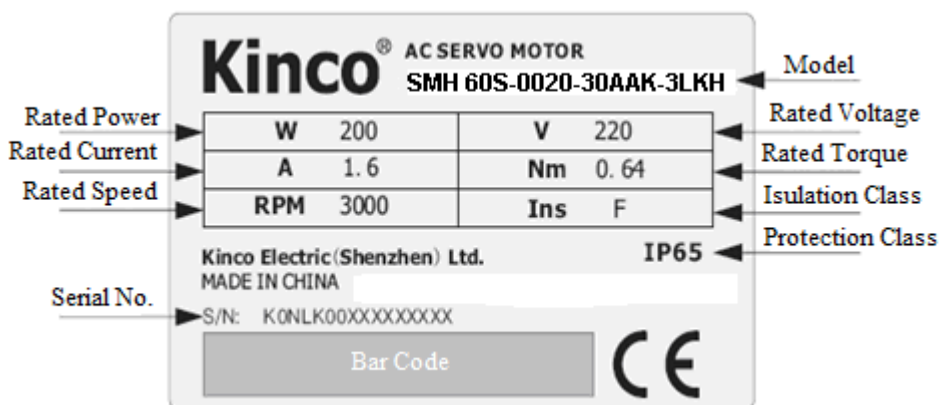 Kinco® AC SERVO MOTOR
SMH 60S-0020-30AAK-3LKH
Model
Rated Power
W 200
V 220
Rated Voltage
Rated Current
A 1.6
Nm 0.64
Rated Torque
Rated Speed
RPM 3000
Ins F
Isulation Class
Kinco Electric(Shenzhen) Ltd.
IP65
Protection Class
MADE IN CHINA
Serial No.
S/N: K0NLK00XXXXXXXXX
Bar Code
CE